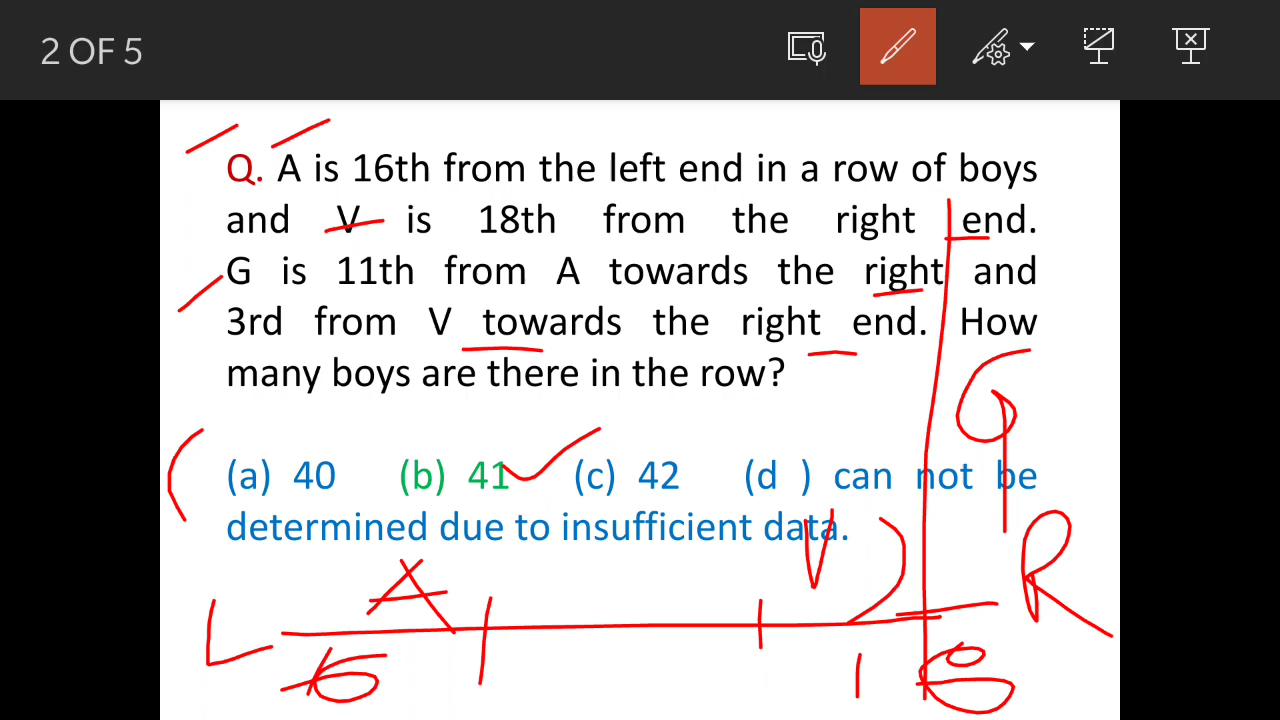 2 OF 5
Q. A is 16th from the left end in a row of boys
and V is 18th from the right end.
G is 11th from A towards the right and
3rd from V towards the right end. How
many boys are there in the row?
(a) 40 (b) 41 (c) 42 (d ) can not be
determined due to insufficient data.
G
V
A
L R
16 18